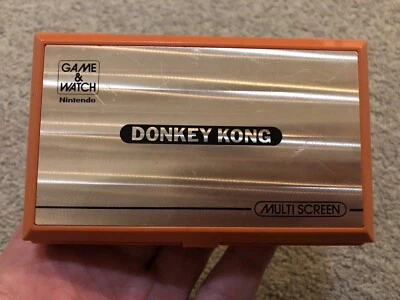 GAME
&
WATCH
Nintendo
DONKEY KONG
MULTI SCREEN